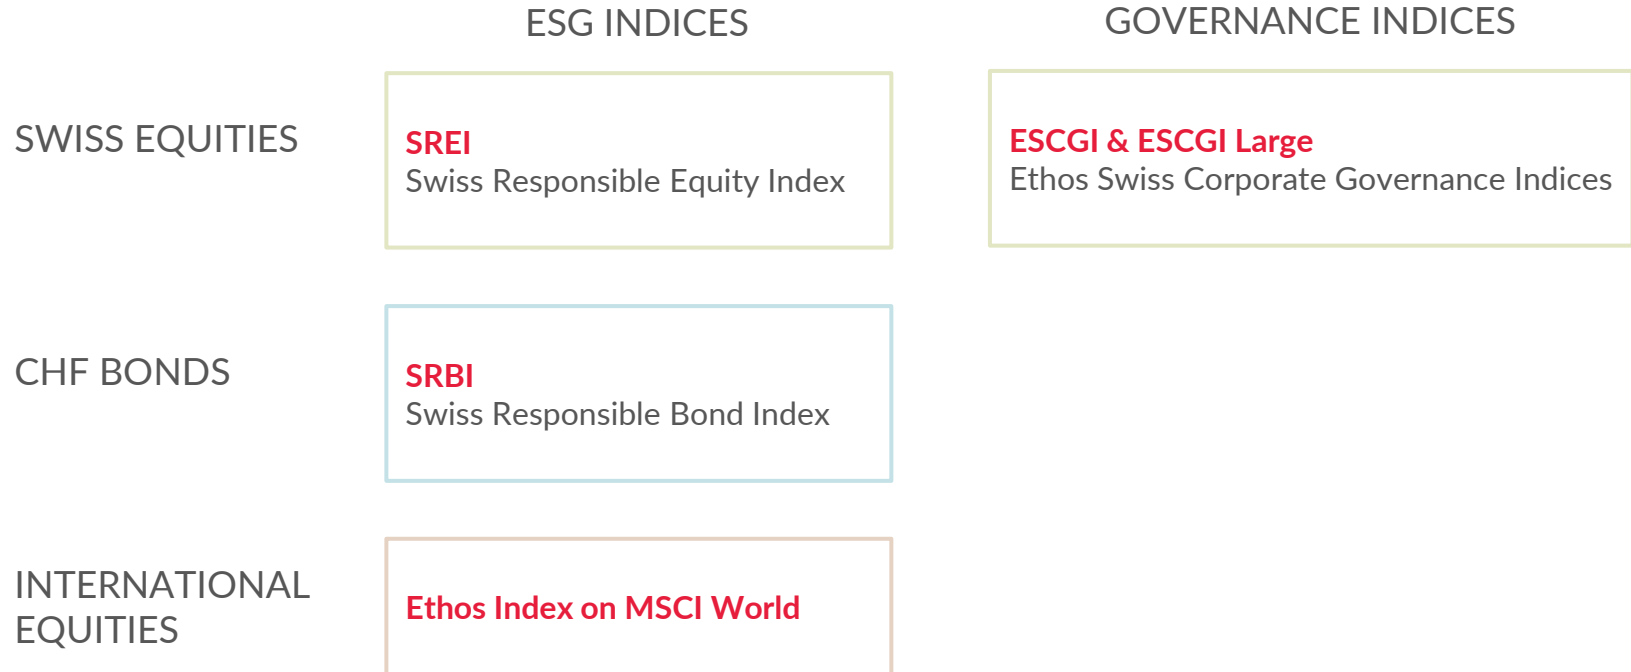 ESG INDICES
GOVERNANCE INDICES
SWISS EQUITIES
SREI
Swiss Responsible Equity Index
ESCGI & ESCGI Large
Ethos Swiss Corporate Governance Indices
CHF BONDS
SRBI
Swiss Responsible Bond Index
INTERNATIONAL
EQUITIES
Ethos Index on MSCI World